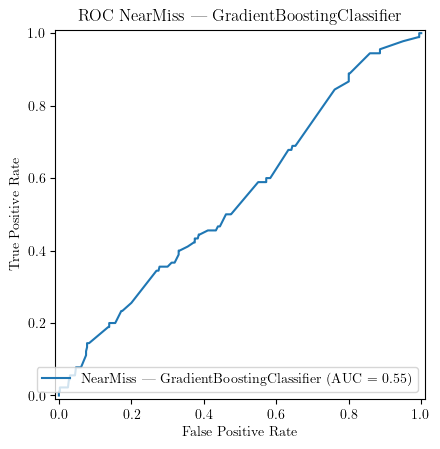 ROC NearMiss — GradientBoostingClassifier
True Positive Rate
1.0
0.8
0.6
0.4
0.2
0.0
NearMiss — GradientBoostingClassifier (AUC = 0.55)
0.0 0.2 0.4 0.6 0.8 1.0
False Positive Rate